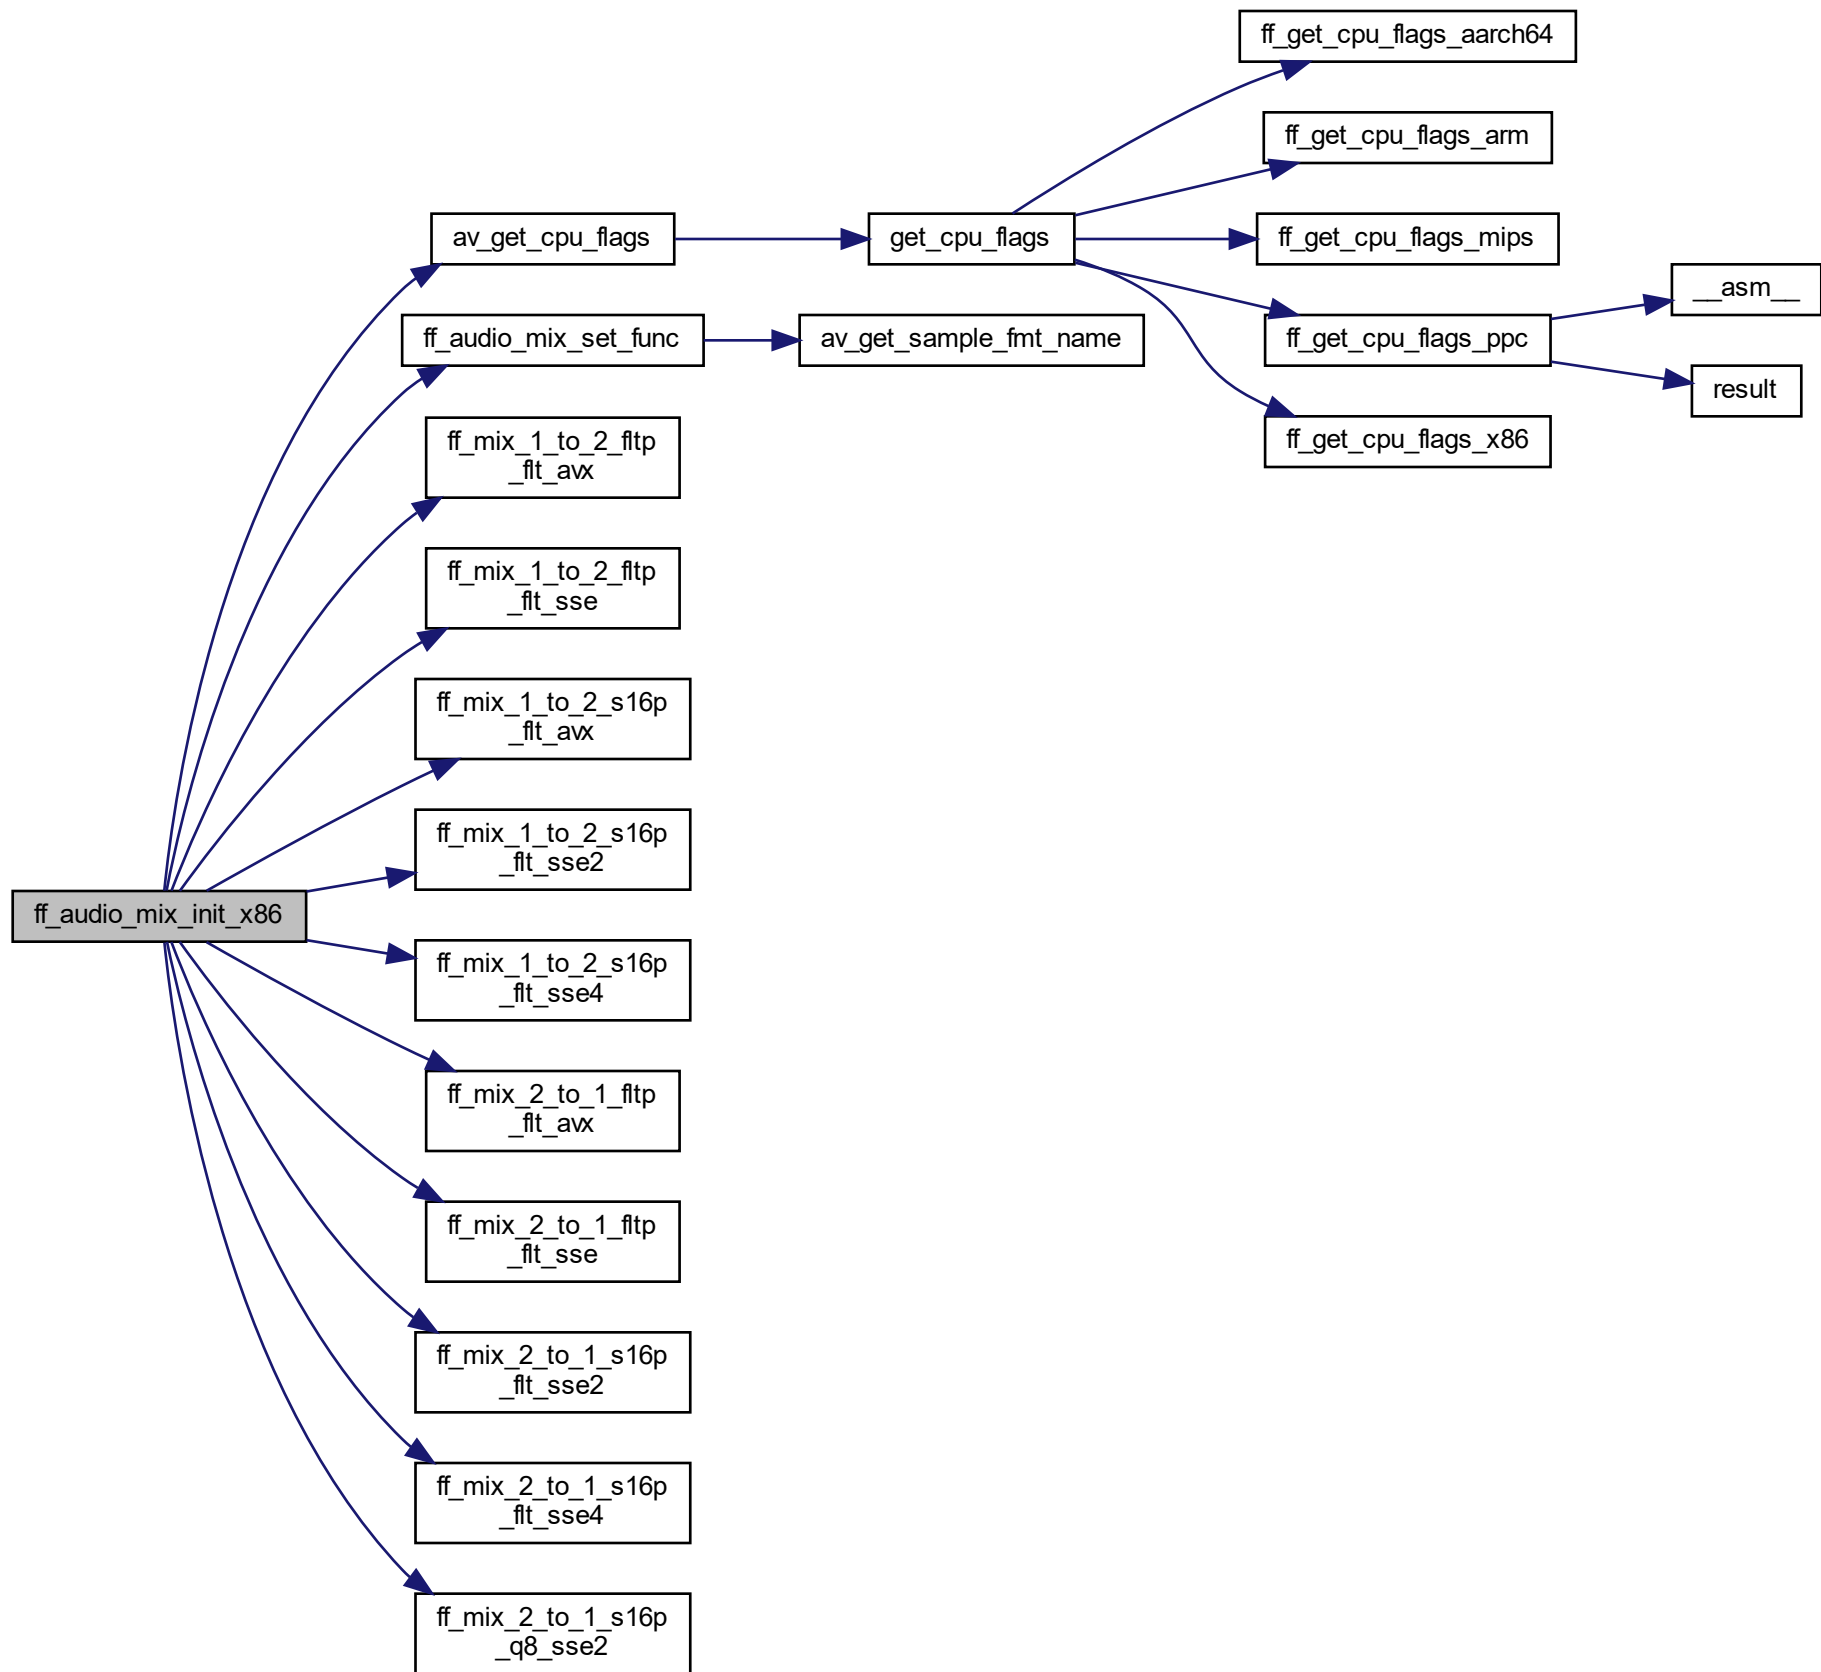 ff_get_cpu_flags_aarch64
ff_get_cpu_flags_arm
av_get_cpu_flags
get_cpu_flags
ff_get_cpu_flags_mips
__asm__
ff_audio_mix_set_func
av_get_sample_fmt_name
ff_get_cpu_flags_ppc
result
ff_get_cpu_flags_x86
ff_mix_1_to_2_fltp
_flt_avx
ff_mix_1_to_2_fltp
_flt_sse
ff_mix_1_to_2_s16p
_flt_avx
ff_mix_1_to_2_s16p
_flt_sse2
ff_audio_mix_init_x86
ff_mix_1_to_2_s16p
_flt_sse4
ff_mix_2_to_1_fltp
_flt_avx
ff_mix_2_to_1_fltp
_flt_sse
ff_mix_2_to_1_s16p
_flt_sse2
ff_mix_2_to_1_s16p
_flt_sse4
ff_mix_2_to_1_s16p
_q8_sse2